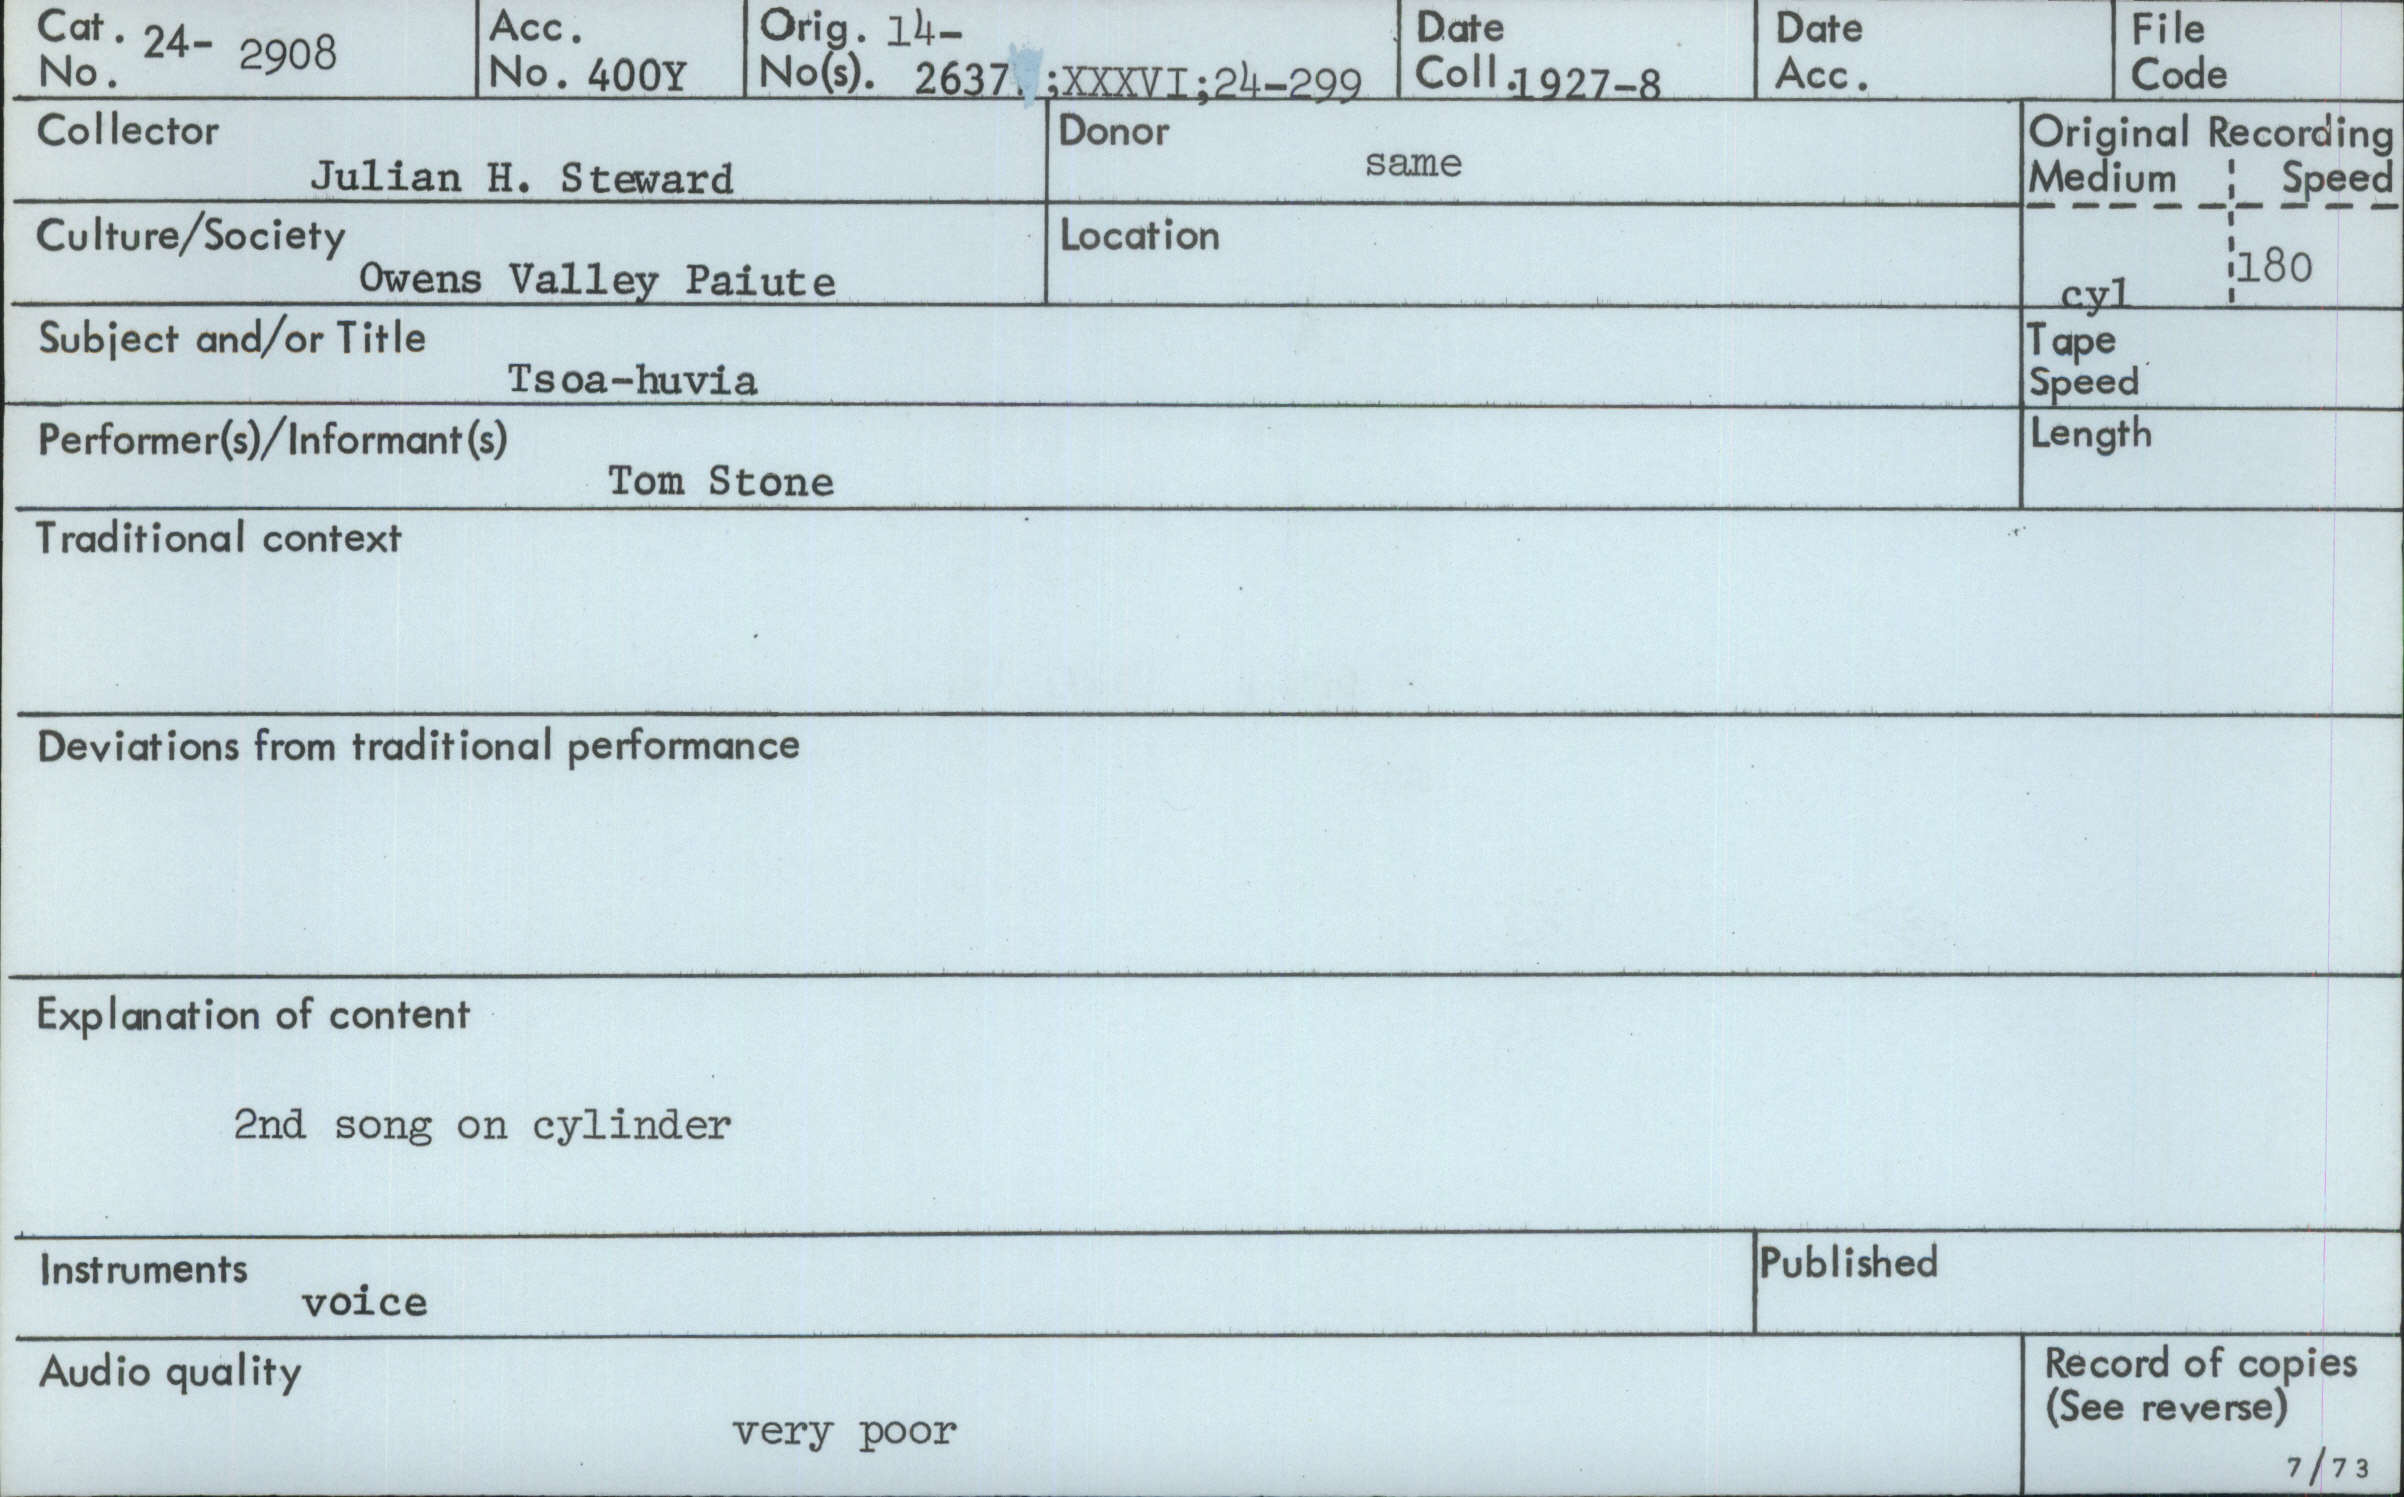 Cat. No. 24- 2908
Acc. No. 400Y
Orig. No(s). 14- 2637. ;XXXVI;24-299
Date Coll. 1927-8
Date Acc.
File Code
Collector
Julian H. Steward
Donor
same
Original Recording
Medium Speed
cyl 180
Culture/Society
Owens Valley Paiute
Location
Subject and/or Title
Tsoa-huvia
Tape Speed
Performer(s)/Informant(s)
Tom Stone
Length
Traditional context
Deviations from traditional performance
Explanation of content
2nd song on cylinder
Instruments
voice
Published
Audio quality
very poor
Record of copies
(See reverse)
7/73